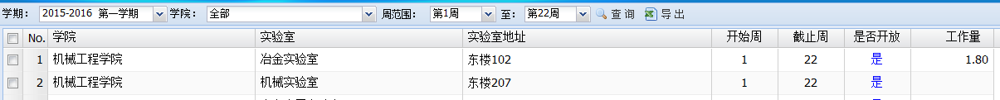 学期： 2015-2016 第一学期 学院： 全部 周范围： 第1周 至： 第22周 查 询 导 出
No. 学院 实验室 实验室地址 开始周 截止周 是否开放 工作量
1 机械工程学院 冶金实验室 东楼102 1 22 是 1.80
2 机械工程学院 机械实验室 东楼207 1 22 是